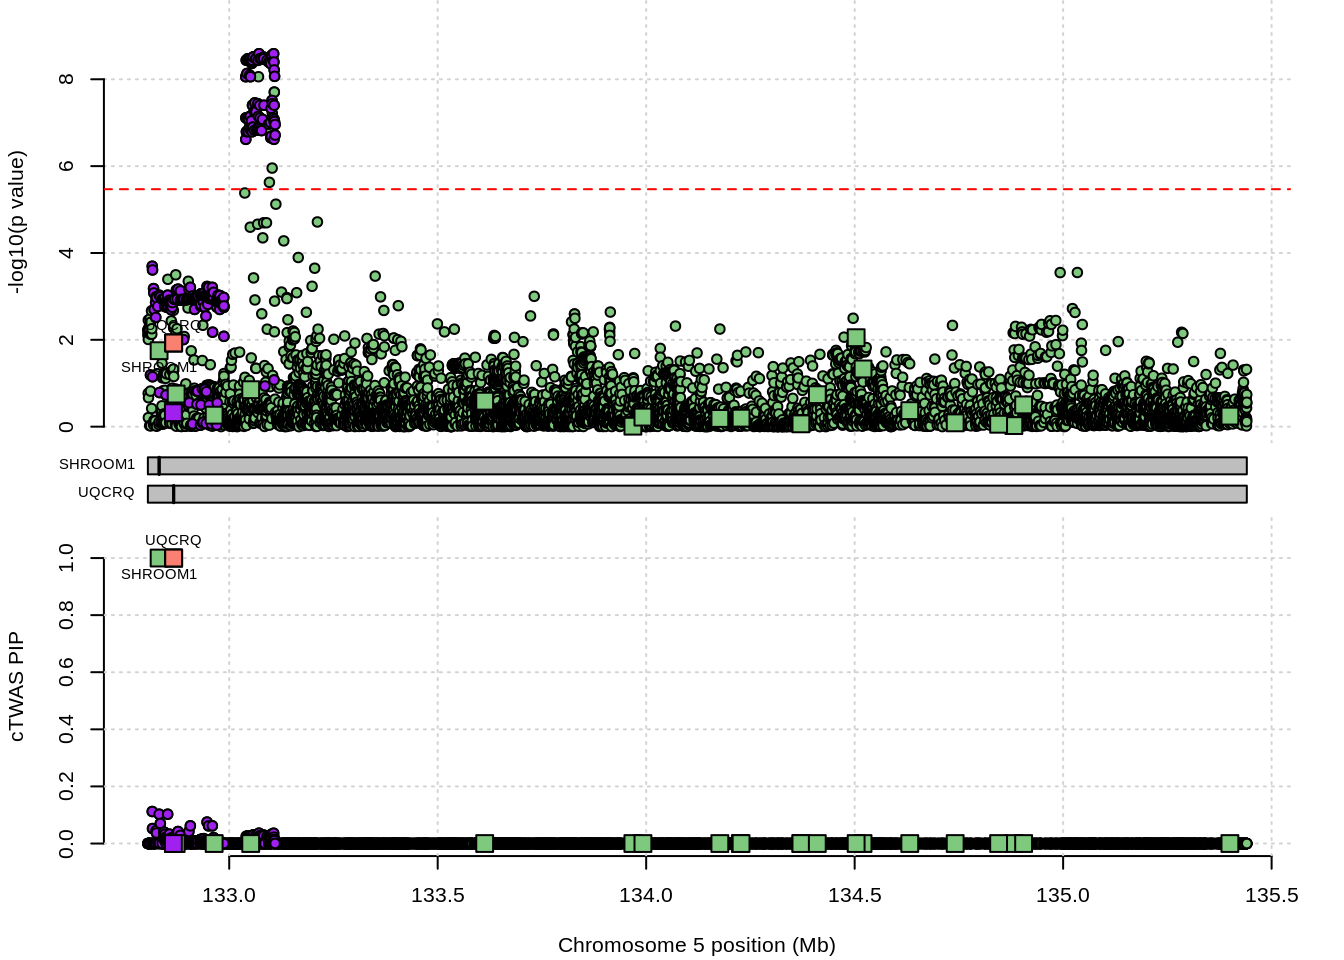 -log10(p value)
8
6
4
2
0
UQCRQ
SHROOM1
SHROOM1
UQCRQ
cTWAS PIP
1.0
0.8
0.6
0.4
0.2
0.0
UQCRQ
SHROOM1
133.0 133.5 134.0 134.5 135.0 135.5
Chromosome 5 position (Mb)